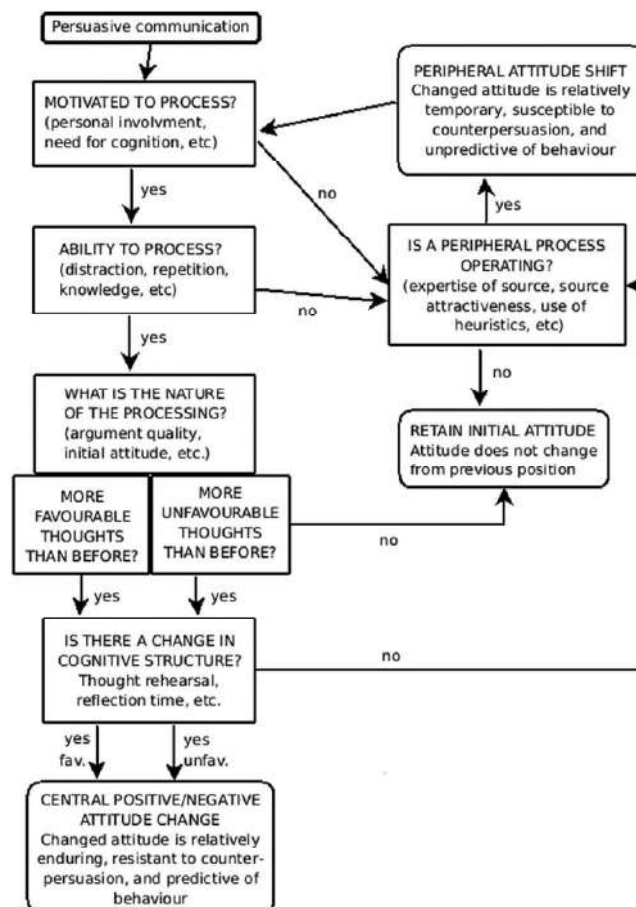 Persuasive communication
MOTIVATED TO PROCESS?
(personal involvment,
need for cognition, etc)
yes
no
ABILITY TO PROCESS?
(distraction, repetition,
knowledge, etc)
yes
no
WHAT IS THE NATURE
OF THE PROCESSING?
(argument quality,
initial attitude, etc.)
MORE
FAVOURABLE
THOUGHTS
THAN BEFORE?
MORE
UNFAVOURABLE
THOUGHTS
THAN BEFORE?
no
yes
yes
IS THERE A CHANGE IN
COGNITIVE STRUCTURE?
Thought rehearsal,
reflection time, etc.
no
yes
fav.
yes
unfav.
CENTRAL POSITIVE/NEGATIVE
ATTITUDE CHANGE
Changed attitude is relatively
enduring, resistant to counter-
persuasion, and predictive of
behaviour
PERIPHERAL ATTITUDE SHIFT
Changed attitude is relatively
temporary, susceptible to
counterpersuasion, and
unpredictive of behaviour
yes
IS A PERIPHERAL PROCESS
OPERATING?
(expertise of source, source
attractiveness, use of
heuristics, etc)
no
RETAIN INITIAL ATTITUDE
Attitude does not change
from previous position